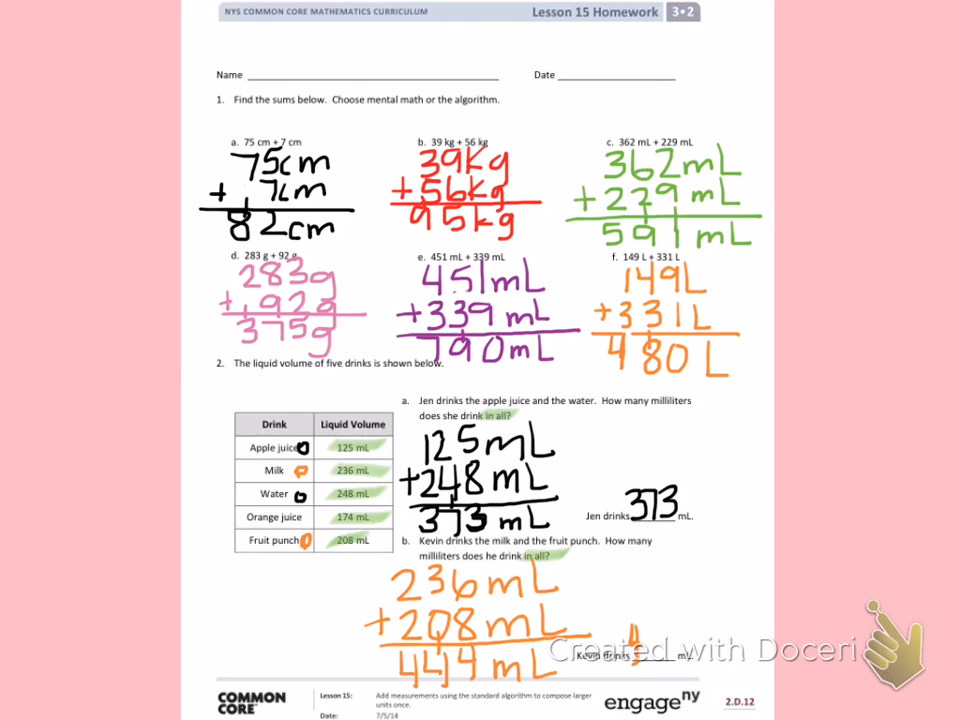 NYS COMMON CORE MATHEMATICS CURRICULUM Lesson 15 Homework 3•2
Name Date
1. Find the sums below. Choose mental math or the algorithm.
a. 75 cm + 7 cm b. 39 kg + 56 kg c. 362 mL + 229 mL
75cm 39Kg 362mL
+ 7cm +56kg +229 mL
82cm 95kg 591 mL
d. 283 g + 92 g e. 451 mL + 339 mL f. 149 L + 331 L
283g 451mL 149L
+ 92g +339 mL +331L
375g 790mL 480 L
2. The liquid volume of five drinks is shown below.
Drink Liquid Volume
Apple juice 125 mL
Milk 236 mL
Water 248 mL
Orange juice 174 mL
Fruit punch 208 mL
a. Jen drinks the apple juice and the water. How many milliliters
does she drink in all?
125mL
+248mL
373 mL
Jen drinks 373 mL.
b. Kevin drinks the milk and the fruit punch. How many
milliliters does he drink in all?
236mL
+208mL
444 mL
Kevin drinks mL.
Created with Doceri
COMMON
CORE
Lesson 15: Add measurements using the standard algorithm to compose larger
units once.
Date: 7/5/14
engageny
2.D.12